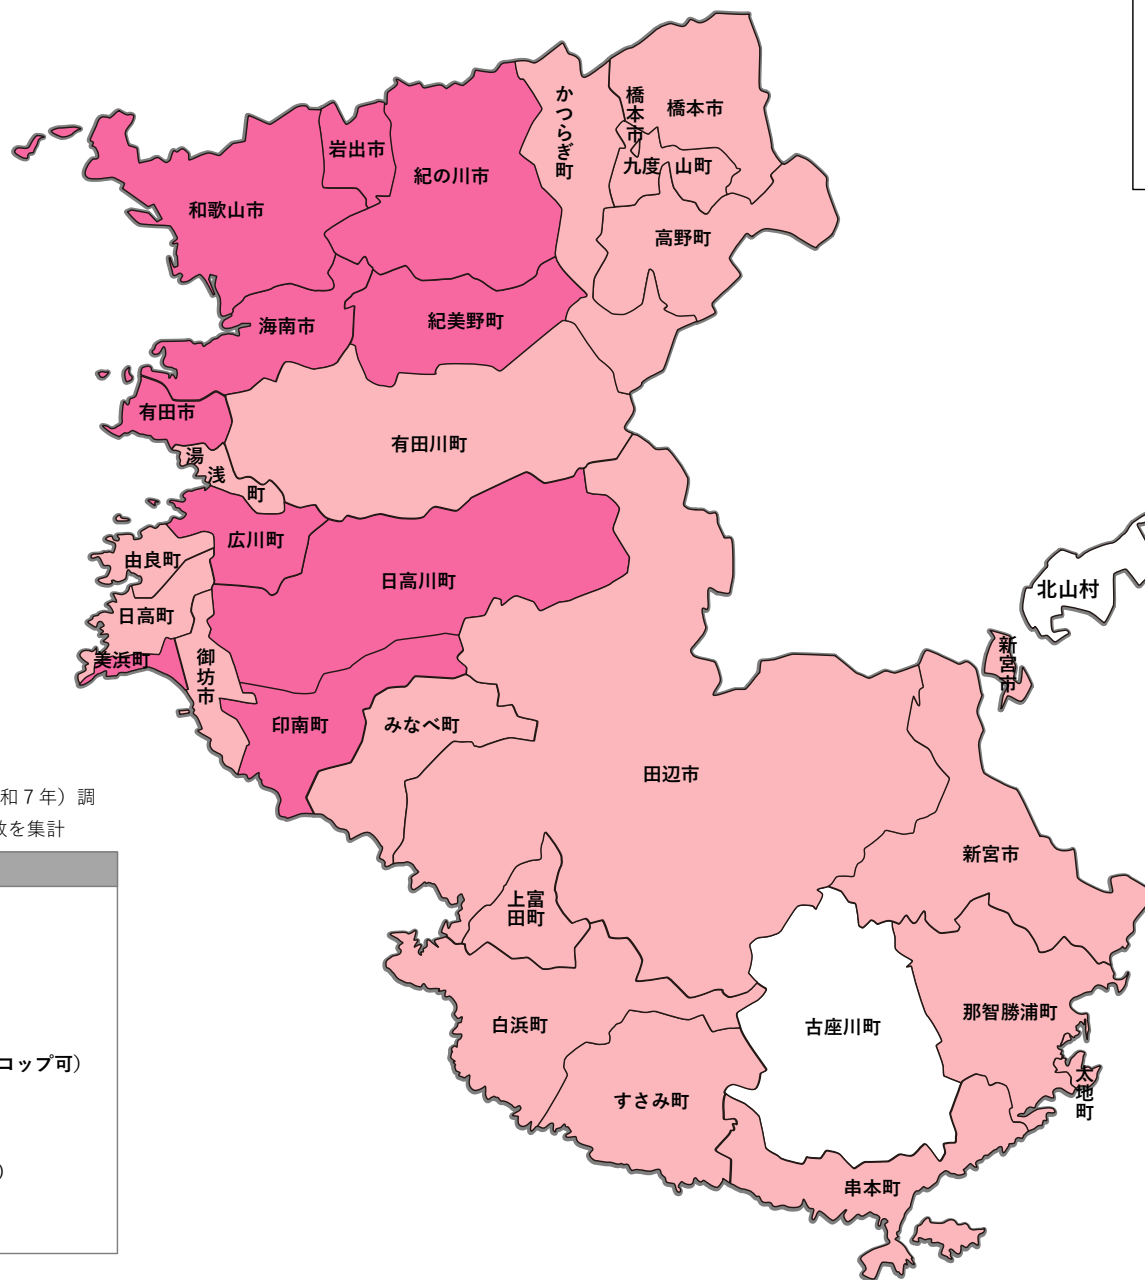 かつらぎ町
橋本市
橋本市
岩出市
紀の川市
九度
山町
和歌山市
高野町
海南市
紀美野町
有田市
有田川町
湯
浅
町
広川町
由良町
日高川町
北山村
日高町
美浜町
御坊市
新宮市
印南町
みなべ町
田辺市
和７年）調
数を集計
新宮市
上富
田町
白浜町
古座川町
那智勝浦町
コップ可）
すさみ町
太地町
）
串本町